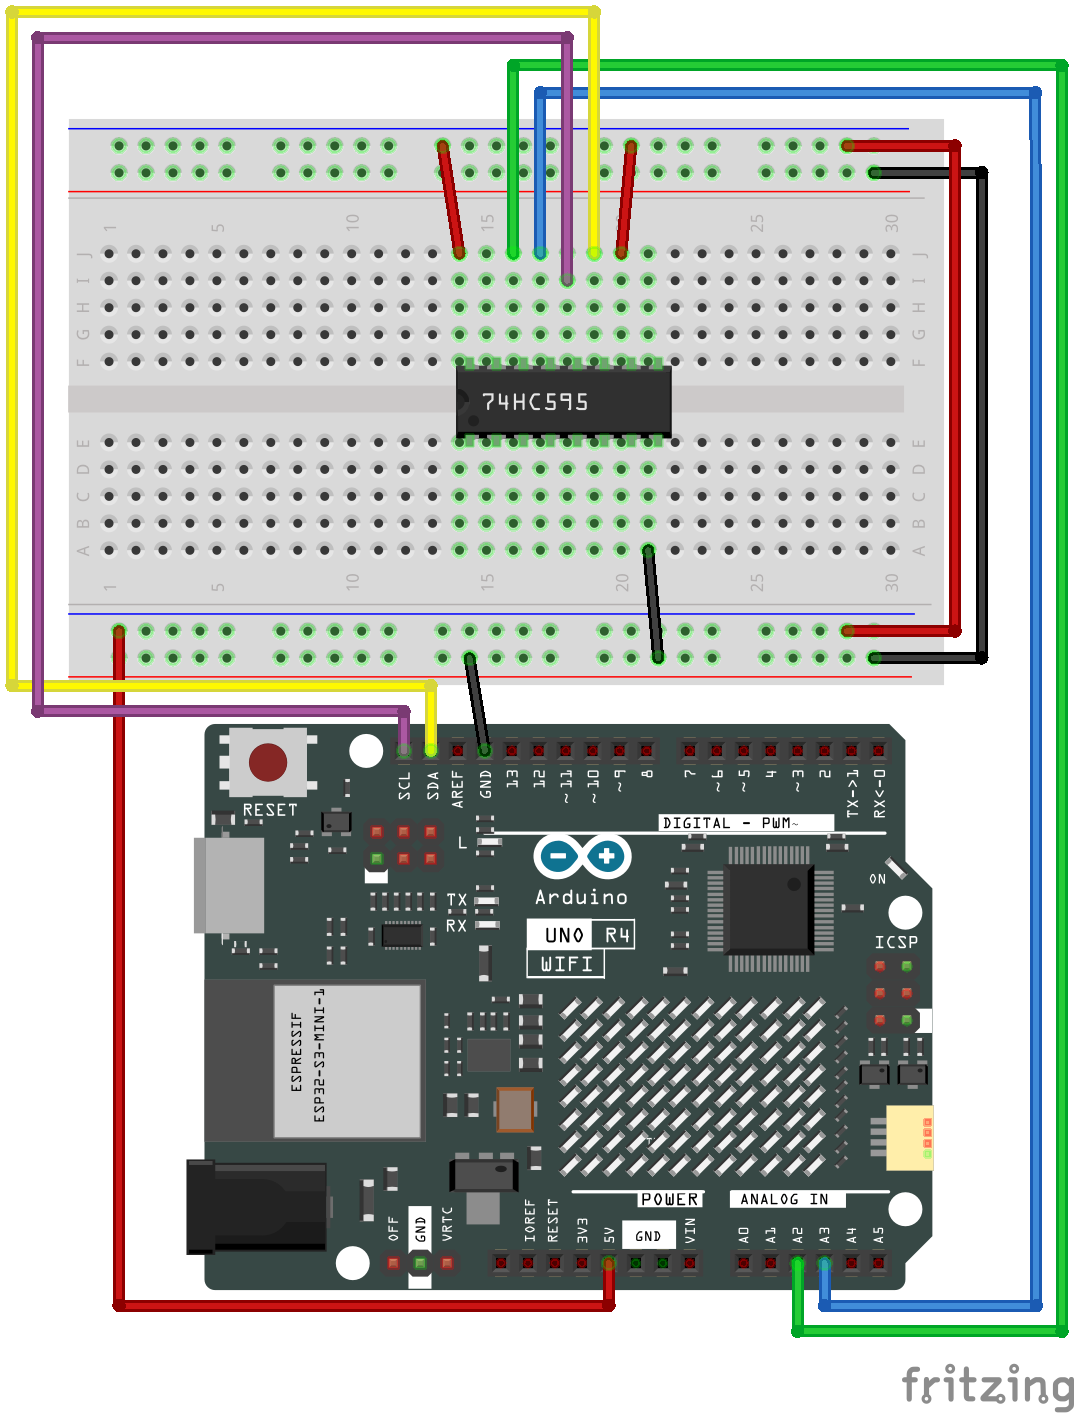 1 5 10 15 25 30
J J
I I
H H
G G
F F
74HC595
E E
D D
C C
B B
A A
1 5 10 15 20 25 30
RESET
SCL SDA AREF GND 13 12 ~11 ~10 ~9 8 7 ~6 ~5 4 ~3 2 TX->1 RX<-0
DIGITAL - PWM~
L
TX
RX
Arduino
UNO R4
WIFI
ON
ICSP
ESPRESSIF
ESP32-S3-MINI-1
POWER
ANALOG IN
OFF GND VRTC
IOREF RESET 3V3 5V GND VIN
A0 A1 A2 A3 A4 A5
fritzing